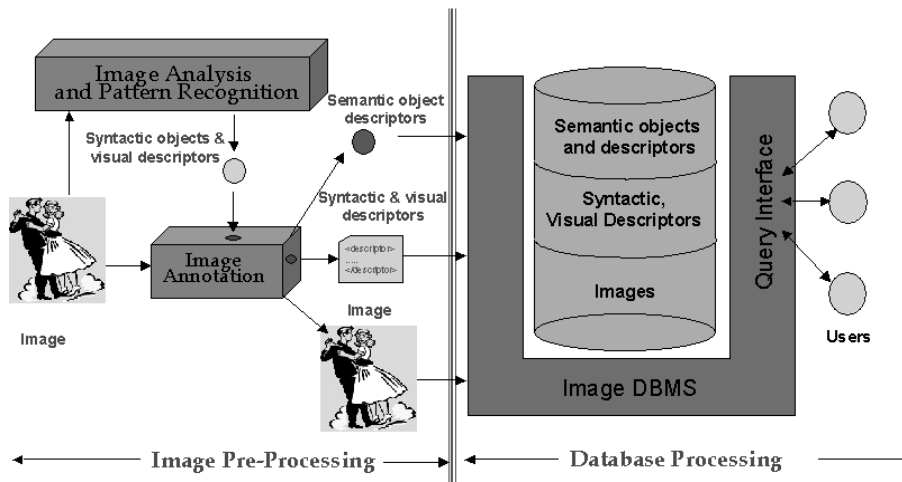 Image Analysis
and Pattern Recognition
Syntactic objects &
visual descriptors
Semantic object
descriptors
Syntactic & visual
descriptors
Image
Annotation
<descriptor>
.....
</descriptor>
Image
Image
Semantic objects
and descriptors
Syntactic,
Visual Descriptors
Images
Image DBMS
Query Interface
Users
Image Pre-Processing
Database Processing